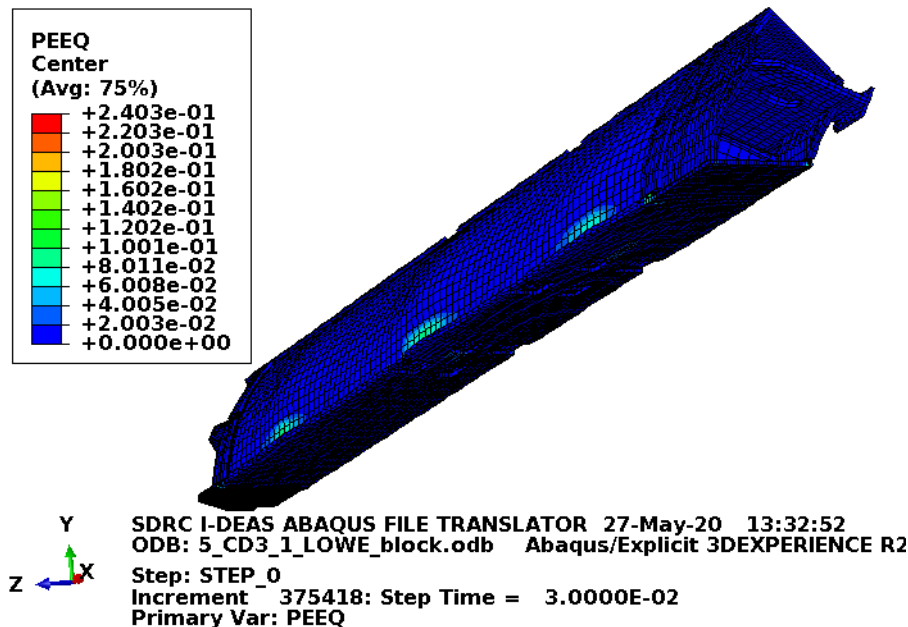 PEEQ
Center
(Avg: 75%)
+2.403e-01
+2.203e-01
+2.003e-01
+1.802e-01
+1.602e-01
+1.402e-01
+1.202e-01
+1.001e-01
+8.011e-02
+6.008e-02
+4.005e-02
+2.003e-02
+0.000e+00
Y
Z X
SDRC I-DEAS ABAQUS FILE TRANSLATOR 27-May-20 13:32:52
ODB: 5_CD3_1_LOWE_block.odb Abaqus/Explicit 3DEXPERIENCE R2
Step: STEP_0
Increment 375418: Step Time = 3.0000E-02
Primary Var: PEEQ